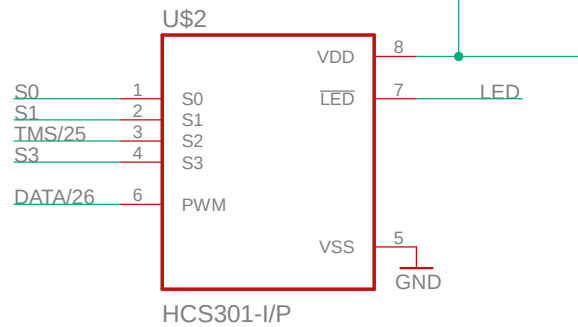 U$2
VDD 8
S0 1 S0 LED 7 LED
S1 2 S1
TMS/25 3 S2
S3 4 S3
DATA/26 6 PWM
VSS 5
GND
HCS301-I/P